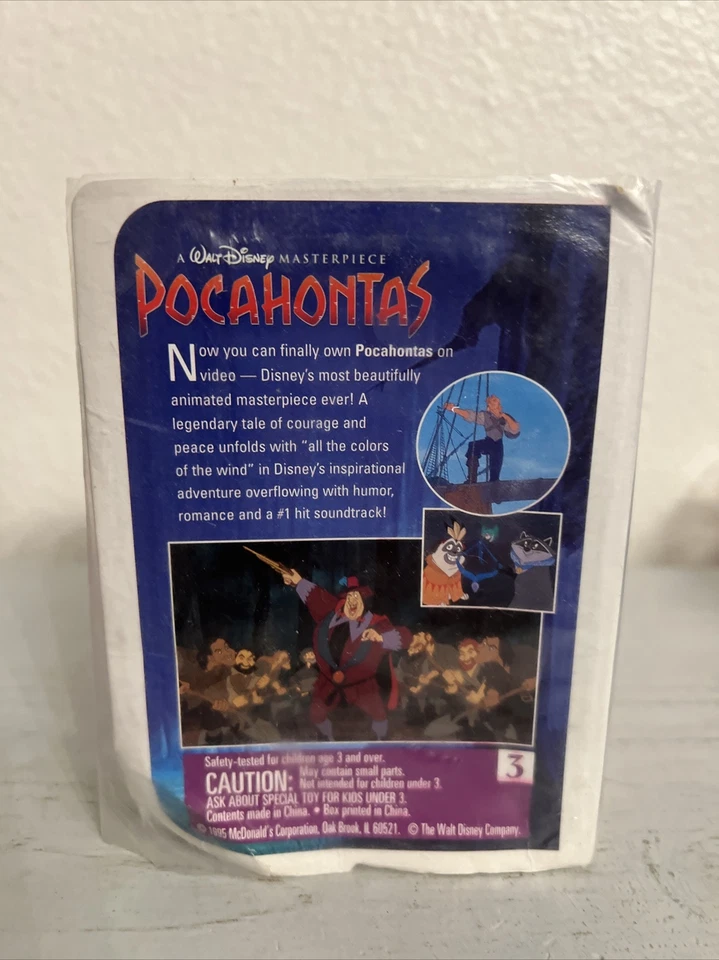 A WALT DISNEY MASTERPIECE
POCAHONTAS
Now you can finally own Pocahontas on
video — Disney's most beautifully
animated masterpiece ever! A
legendary tale of courage and
peace unfolds with "all the colors
of the wind" in Disney's inspirational
adventure overflowing with humor,
romance and a #1 hit soundtrack!
3
Safety-tested for children age 3 and over.
CAUTION: May contain small parts.
Not intended for children under 3.
ASK ABOUT SPECIAL TOY FOR KIDS UNDER 3.
Contents made in China. • Box printed in China.
© 1995 McDonald's Corporation, Oak Brook, IL 60521. © The Walt Disney Company.